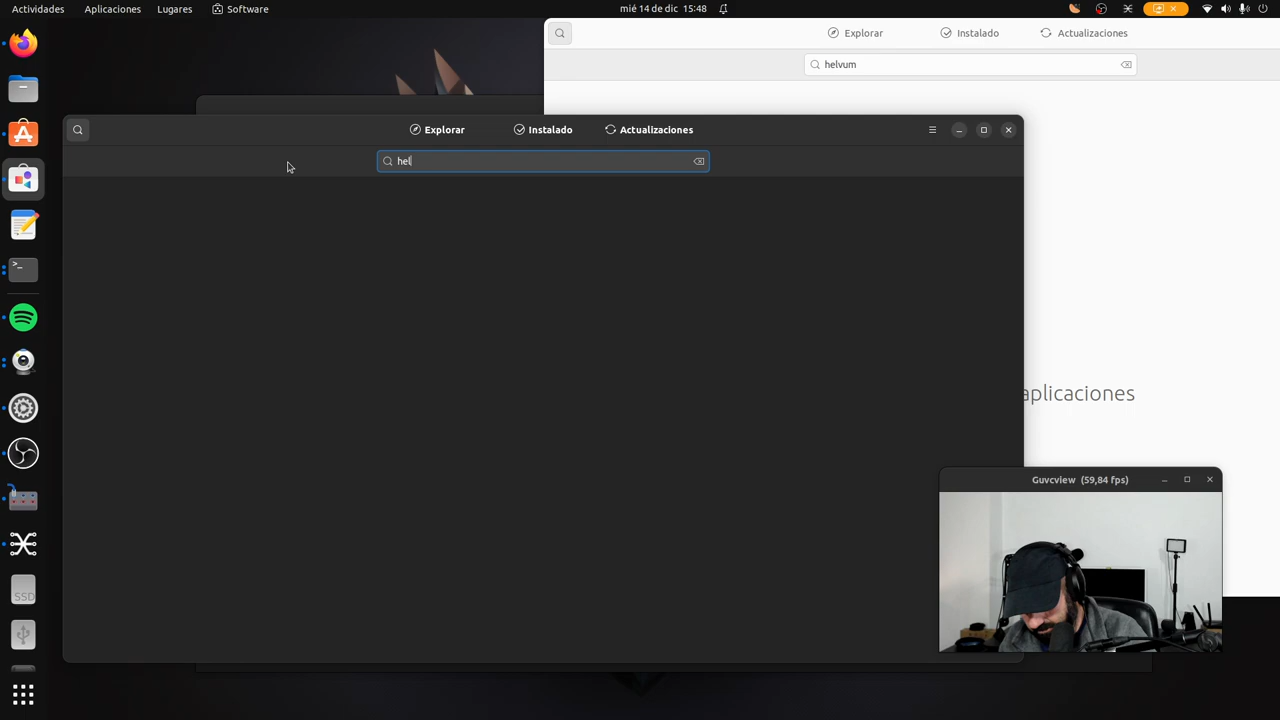 Actividades Aplicaciones Lugares Software mié 14 de dic 15:48
Explorar Instalado Actualizaciones
helvum
Explorar Instalado Actualizaciones
hel
aplicaciones
Guvcview (59,84 fps)
SSD